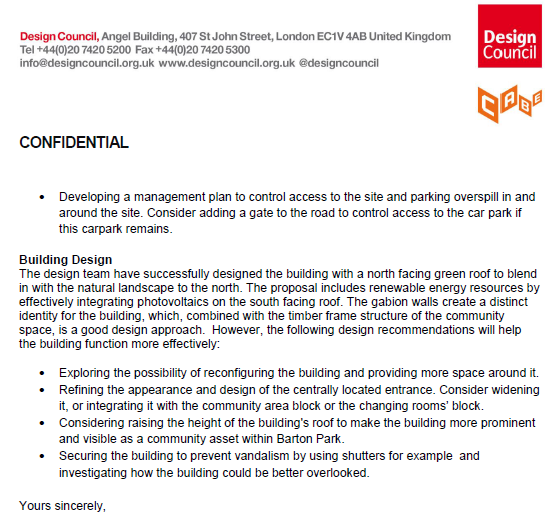 Design Council, Angel Building, 407 St John Street, London EC1V 4AB United Kingdom
Tel +44(0)20 7420 5200 Fax +44(0)20 7420 5300
info@designcouncil.org.uk www.designcouncil.org.uk @designcouncil
Design
Council
CABE
CONFIDENTIAL
• Developing a management plan to control access to the site and parking overspill in and
around the site. Consider adding a gate to the road to control access to the car park if
this carpark remains.
Building Design
The design team have successfully designed the building with a north facing green roof to blend
in with the natural landscape to the north. The proposal includes renewable energy resources by
effectively integrating photovoltaics on the south facing roof. The gabion walls create a distinct
identity for the building, which, combined with the timber frame structure of the community
space, is a good design approach.  However, the following design recommendations will help
the building function more effectively:
• Exploring the possibility of reconfiguring the building and providing more space around it.
• Refining the appearance and design of the centrally located entrance. Consider widening
it, or integrating it with the community area block or the changing rooms' block.
• Considering raising the height of the building's roof to make the building more prominent
and visible as a community asset within Barton Park.
• Securing the building to prevent vandalism by using shutters for example  and
investigating how the building could be better overlooked.
Yours sincerely,